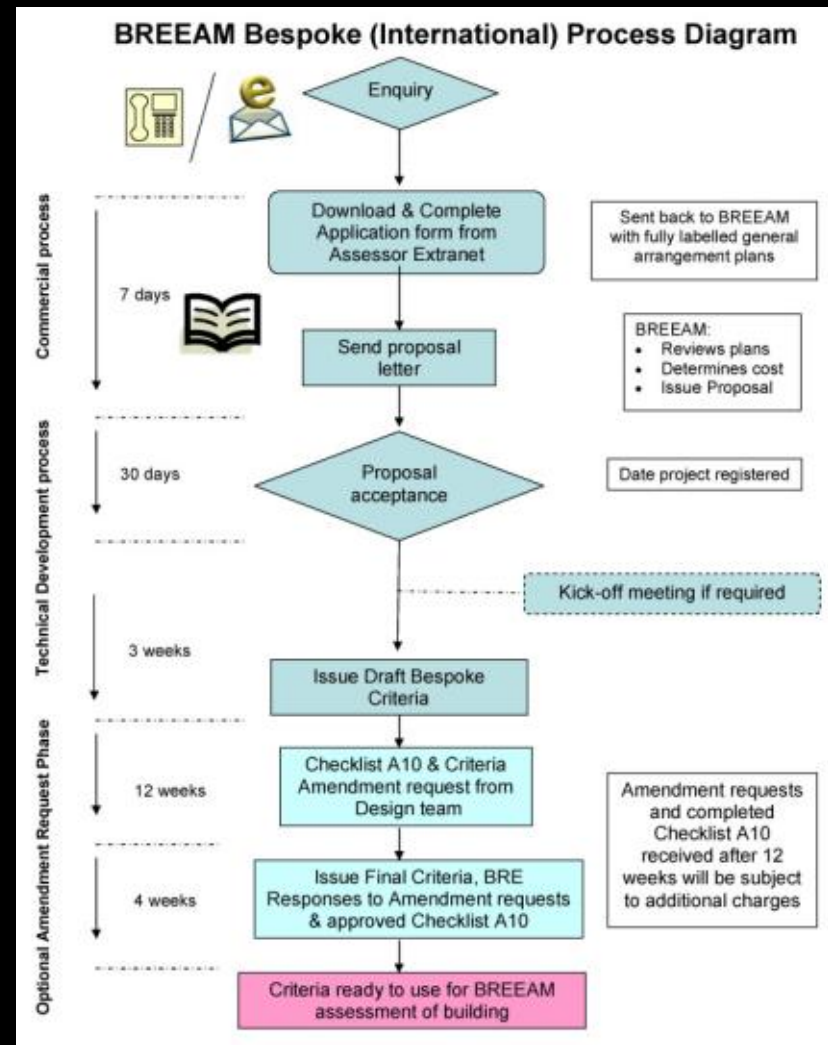 BREEAM Bespoke (International) Process Diagram
e
Enquiry
Commercial process
7 days
Download & Complete
Application form from
Assessor Extranet
Sent back to BREEAM
with fully labelled general
arrangement plans
Send proposal
letter
BREEAM:
• Reviews plans
• Determines cost
• Issue Proposal
Technical Development process
30 days
Proposal
acceptance
Date project registered
Kick-off meeting if required
3 weeks
Issue Draft Bespoke
Criteria
Optional Amendment Request Phase
12 weeks
Checklist A10 & Criteria
Amendment request from
Design team
Amendment requests
and completed
Checklist A10
received after 12
weeks will be subject
to additional charges
4 weeks
Issue Final Criteria, BRE
Responses to Amendment requests
& approved Checklist A10
Criteria ready to use for BREEAM
assessment of building